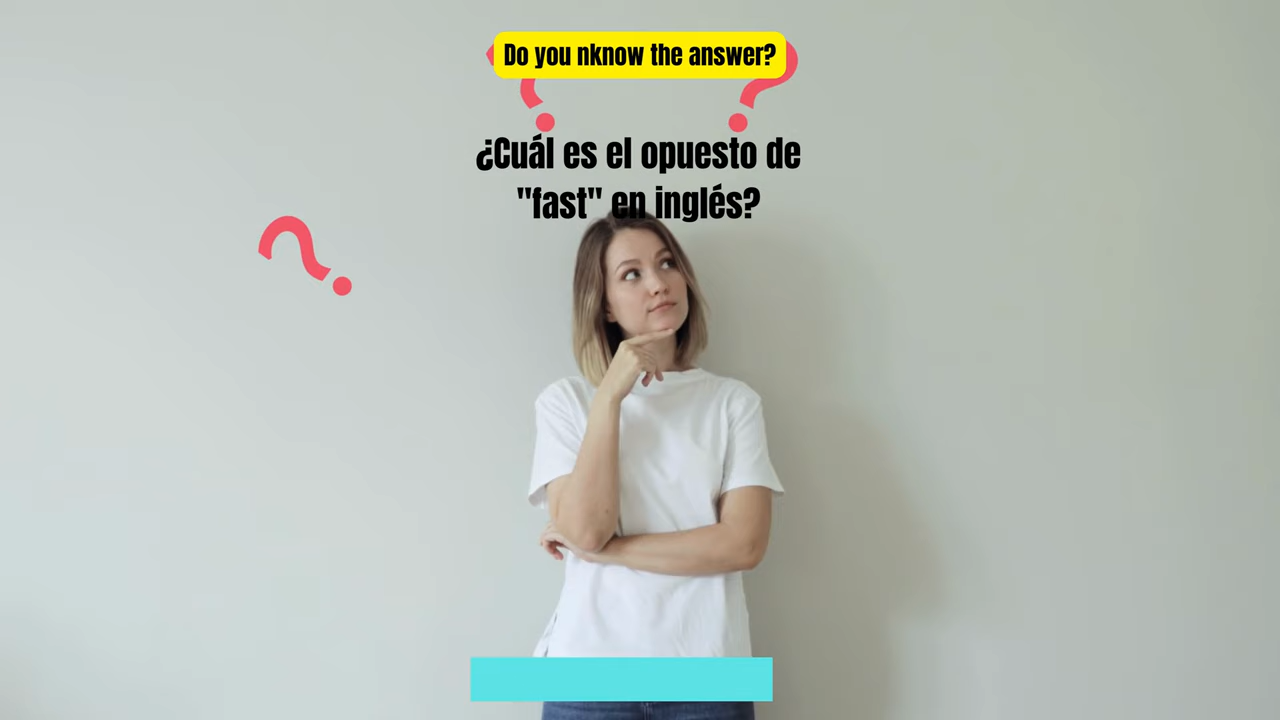 Do you nknow the answer?
¿Cuál es el opuesto de
"fast" en inglés?